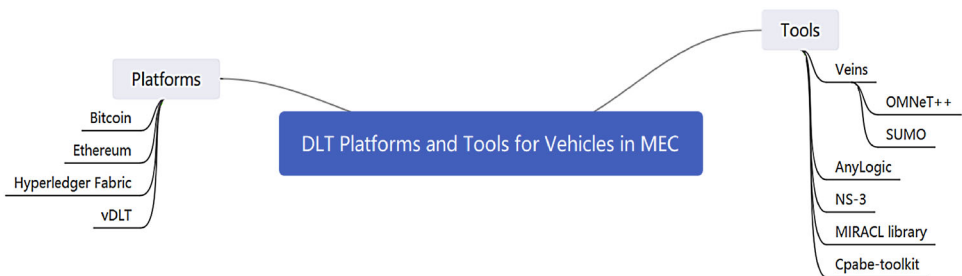 DLT Platforms and Tools for Vehicles in MEC
Platforms
Bitcoin
Ethereum
Hyperledger Fabric
vDLT
Tools
Veins
OMNeT++
SUMO
AnyLogic
NS-3
MIRACL library
Cpabe-toolkit